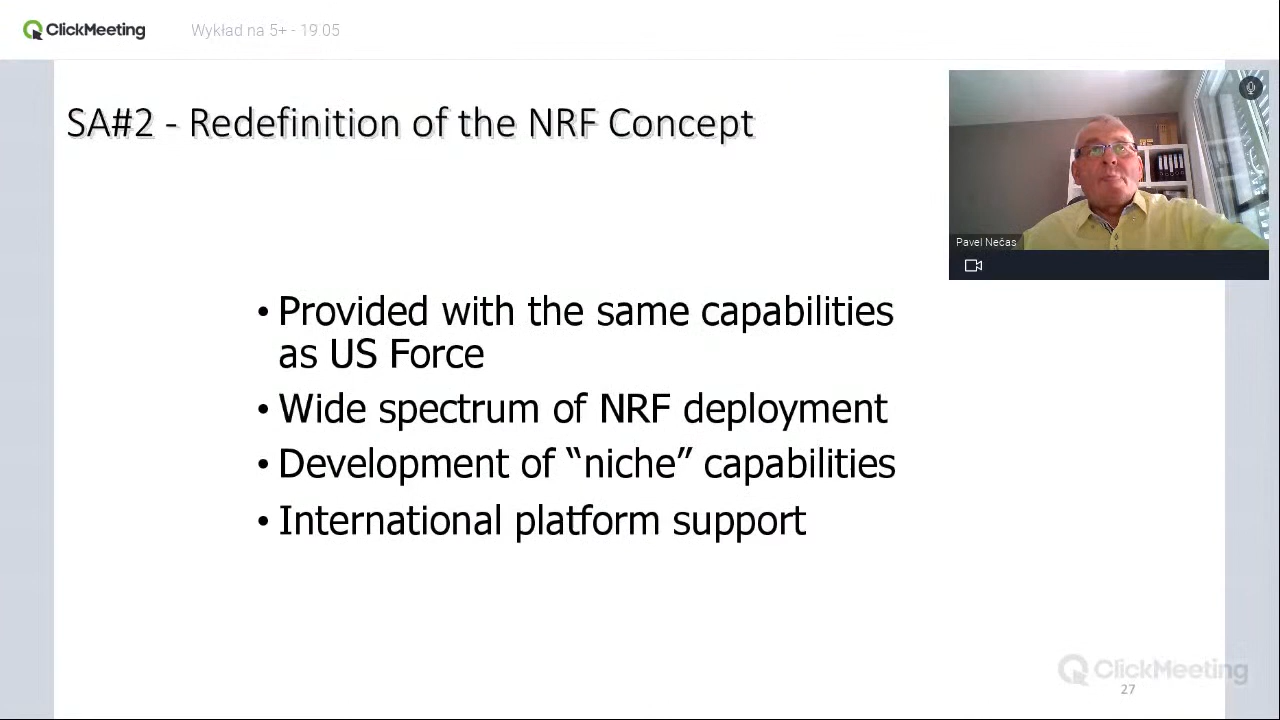 ClickMeeting
Wykład na 5+ - 19.05
SA#2 - Redefinition of the NRF Concept
Pavel Nečas
• Provided with the same capabilities
as US Force
• Wide spectrum of NRF deployment
• Development of “niche” capabilities
• International platform support
ClickMeeting
27